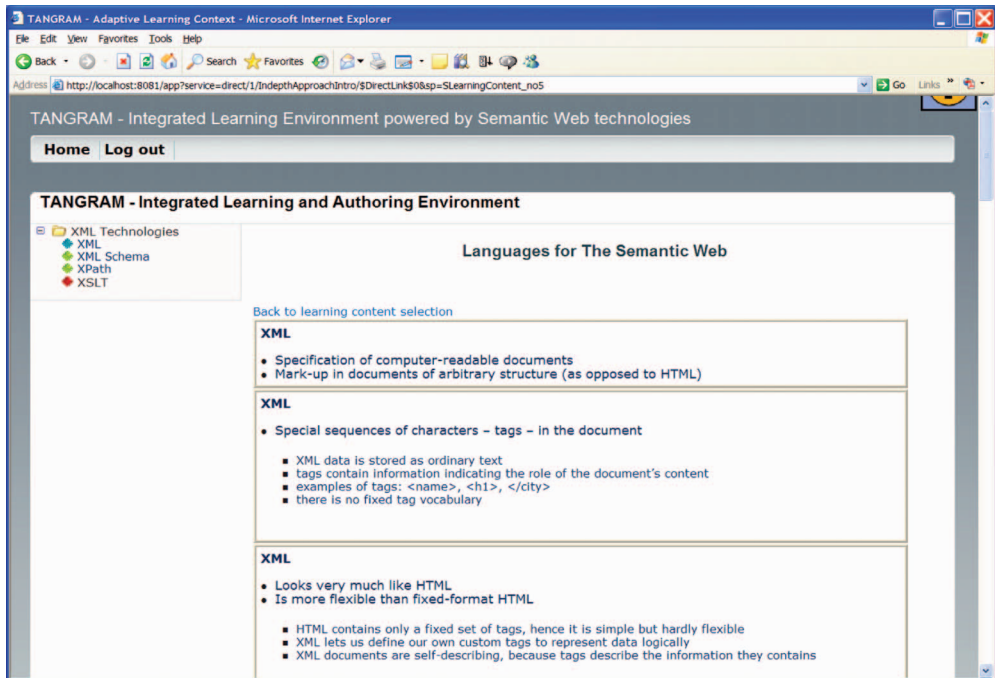 TANGRAM - Adaptive Learning Context - Microsoft Internet Explorer
File Edit View Favorites Tools Help
Back Search Favorites
Address http://localhost:8081/app?service=direct/1/IndepthApproachIntro/$DirectLink$0&sp=SLearningContent_no5 Go Links »
TANGRAM - Integrated Learning Environment powered by Semantic Web technologies
Home Log out
TANGRAM - Integrated Learning and Authoring Environment
XML Technologies
XML
XML Schema
XPath
XSLT
Languages for The Semantic Web
Back to learning content selection
XML
• Specification of computer-readable documents
• Mark-up in documents of arbitrary structure (as opposed to HTML)
XML
• Special sequences of characters – tags – in the document
▪ XML data is stored as ordinary text
▪ tags contain information indicating the role of the document's content
▪ examples of tags: <name>, <h1>, </city>
▪ there is no fixed tag vocabulary
XML
• Looks very much like HTML
• Is more flexible than fixed-format HTML
▪ HTML contains only a fixed set of tags, hence it is simple but hardly flexible
▪ XML lets us define our own custom tags to represent data logically
▪ XML documents are self-describing, because tags describe the information they contains